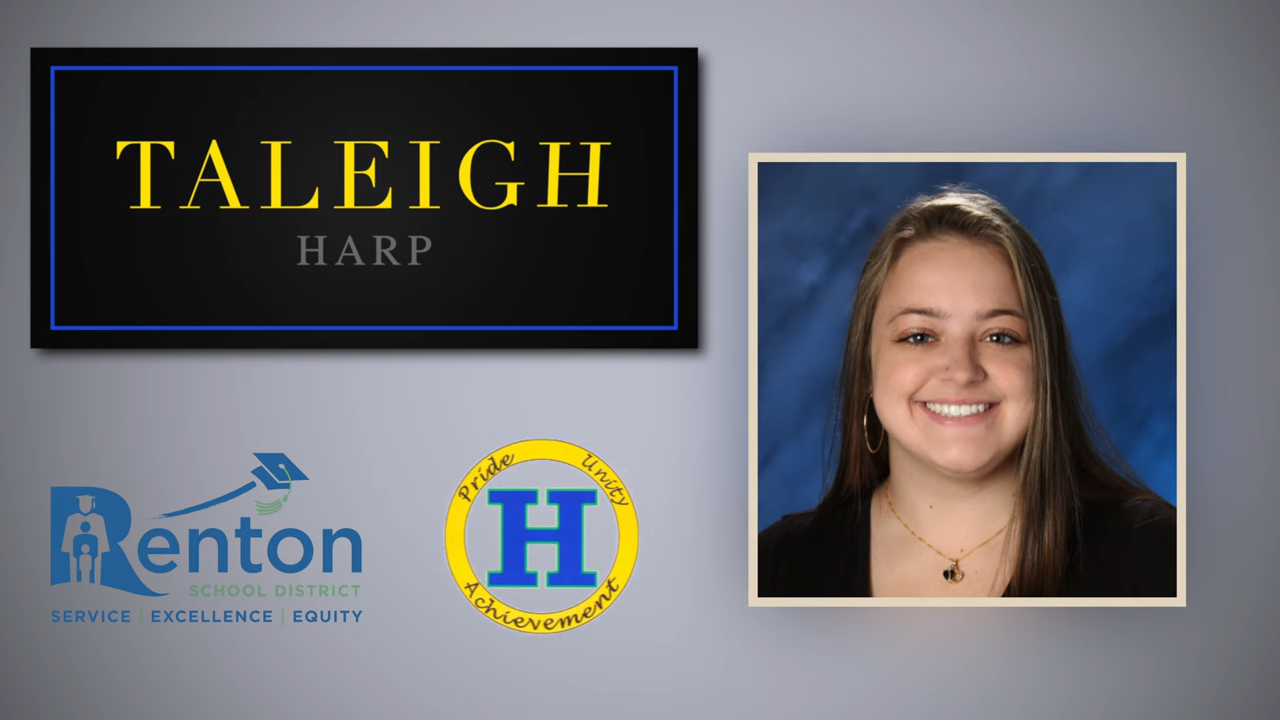 TALEIGH
HARP
Renton
SCHOOL DISTRICT
SERVICE | EXCELLENCE | EQUITY
Pride
Unity
H
Achievement